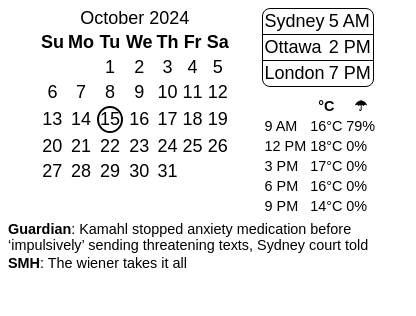 October 2024
Su Mo Tu We Th Fr Sa
1 2 3 4 5
6 7 8 9 10 11 12
13 14 15 16 17 18 19
20 21 22 23 24 25 26
27 28 29 30 31
Sydney 5 AM
Ottawa 2 PM
London 7 PM
°C ☂
9 AM 16°C 79%
12 PM 18°C 0%
3 PM 17°C 0%
6 PM 16°C 0%
9 PM 14°C 0%
Guardian: Kamahl stopped anxiety medication before
‘impulsively’ sending threatening texts, Sydney court told
SMH: The wiener takes it all